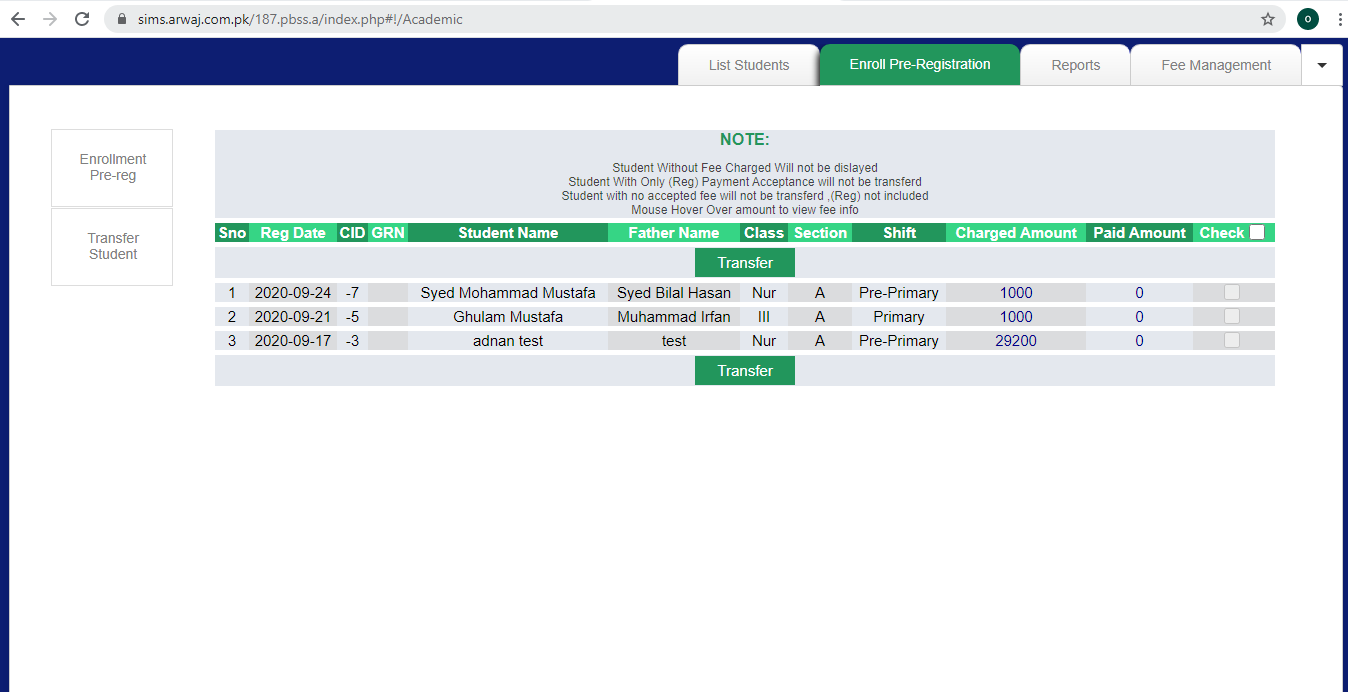 sims.arwaj.com.pk/187.pbss.a/index.php#!/Academic
o
List Students Enroll Pre-Registration Reports Fee Management
Enrollment
Pre-reg
Transfer
Student
NOTE:
Student Without Fee Charged Will not be dislayed
Student With Only (Reg) Payment Acceptance will not be transferd
Student with no accepted fee will not be transferd ,(Reg) not included
Mouse Hover Over amount to view fee info
Sno Reg Date CID GRN Student Name Father Name Class Section Shift Charged Amount Paid Amount Check
Transfer
1 2020-09-24 -7 Syed Mohammad Mustafa Syed Bilal Hasan Nur A Pre-Primary 1000 0
2 2020-09-21 -5 Ghulam Mustafa Muhammad Irfan III A Primary 1000 0
3 2020-09-17 -3 adnan test test Nur A Pre-Primary 29200 0
Transfer